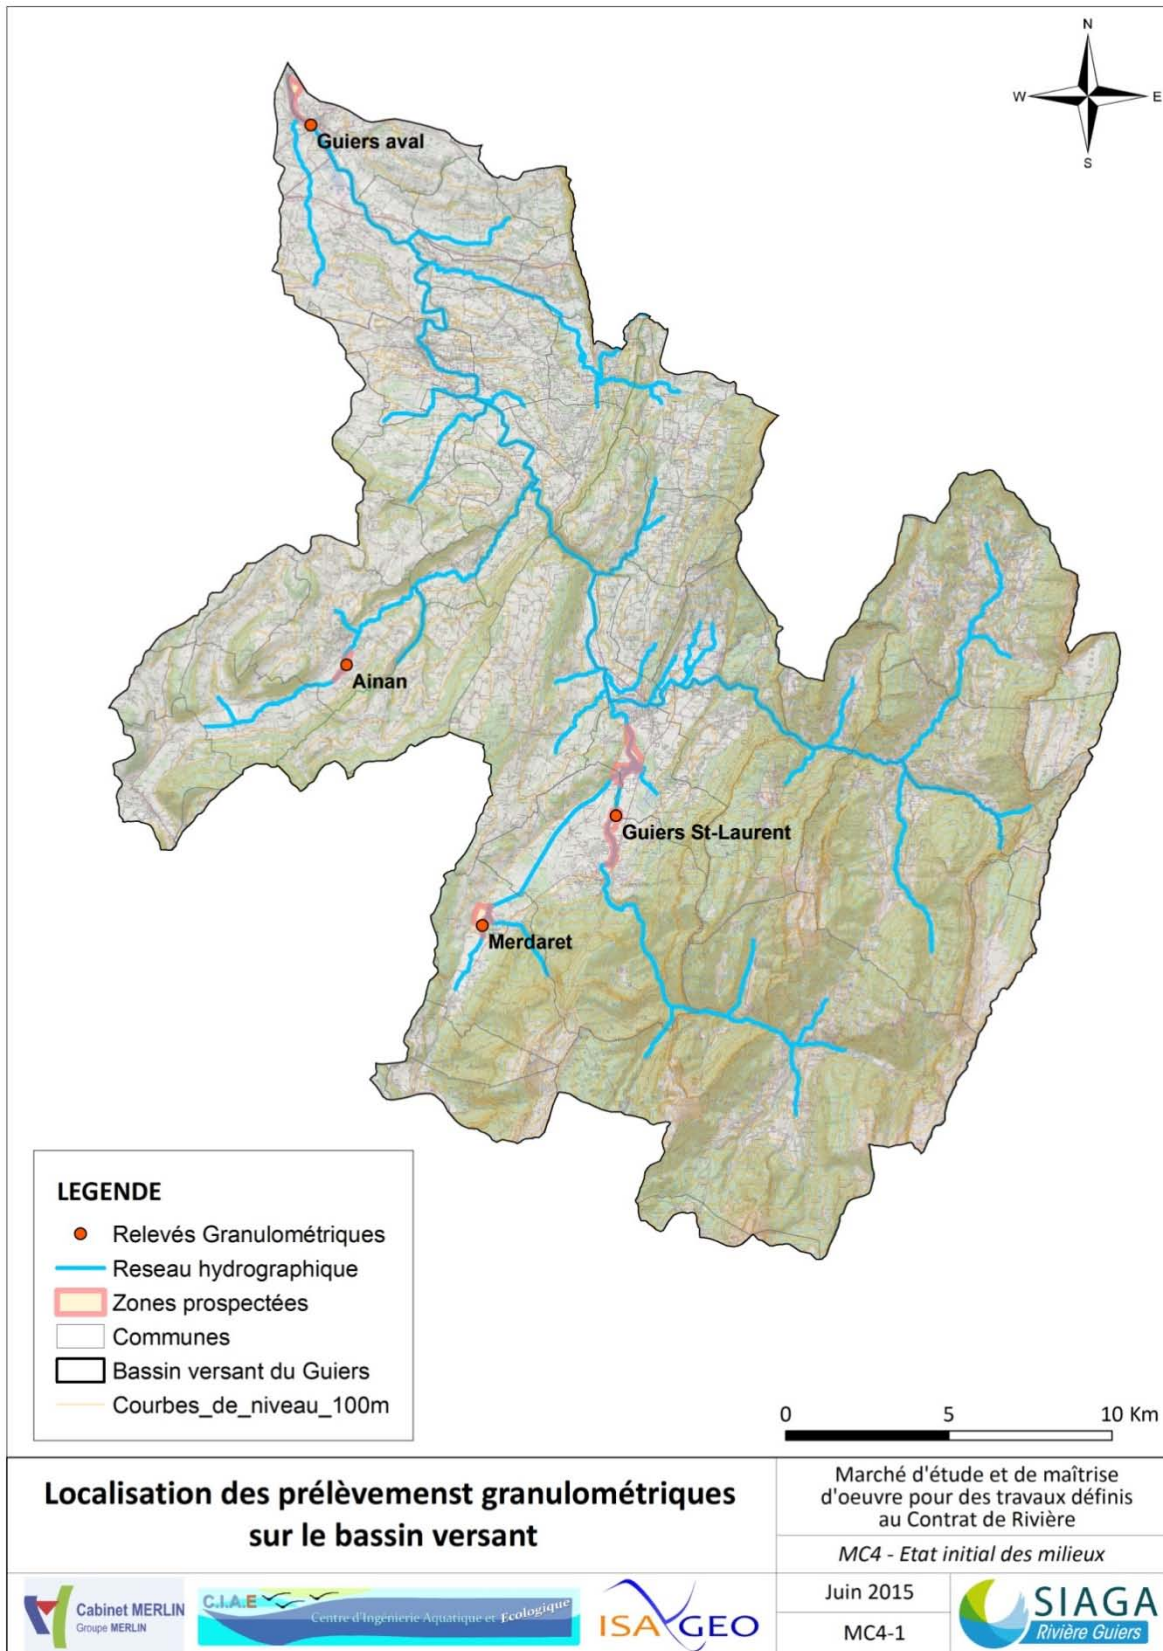 N
W E
S
Guiers aval
Ainan
Guiers St-Laurent
Merdaret
LEGENDE
Relevés Granulométriques
Reseau hydrographique
Zones prospectées
Communes
Bassin versant du Guiers
Courbes_de_niveau_100m
0 5 10 Km
Localisation des prélèvemenst granulométriques
sur le bassin versant
Marché d'étude et de maîtrise
d'oeuvre pour des travaux définis
au Contrat de Rivière
MC4 - Etat initial des milieux
Juin 2015
MC4-1
Cabinet MERLIN
Groupe MERLIN
C.I.A.E
Centre d'Ingénierie Aquatique et Ecologique
ISA GEO
SIAGA
Rivière Guiers